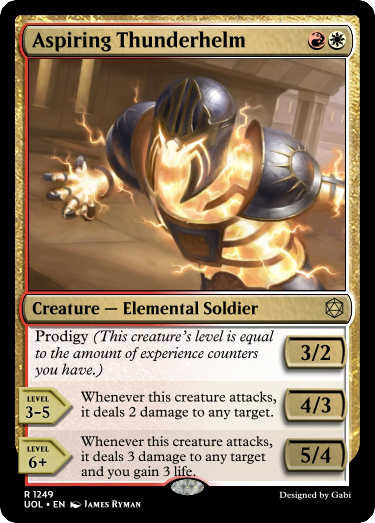 Aspiring Thunderhelm
Creature — Elemental Soldier
Prodigy (This creature's level is equal
to the amount of experience counters
you have.)
3/2
LEVEL
3-5
Whenever this creature attacks,
it deals 2 damage to any target.
4/3
LEVEL
6+
Whenever this creature attacks,
it deals 3 damage to any target
and you gain 3 life.
5/4
R 1249
UOL • EN James Ryman
Designed by Gabi